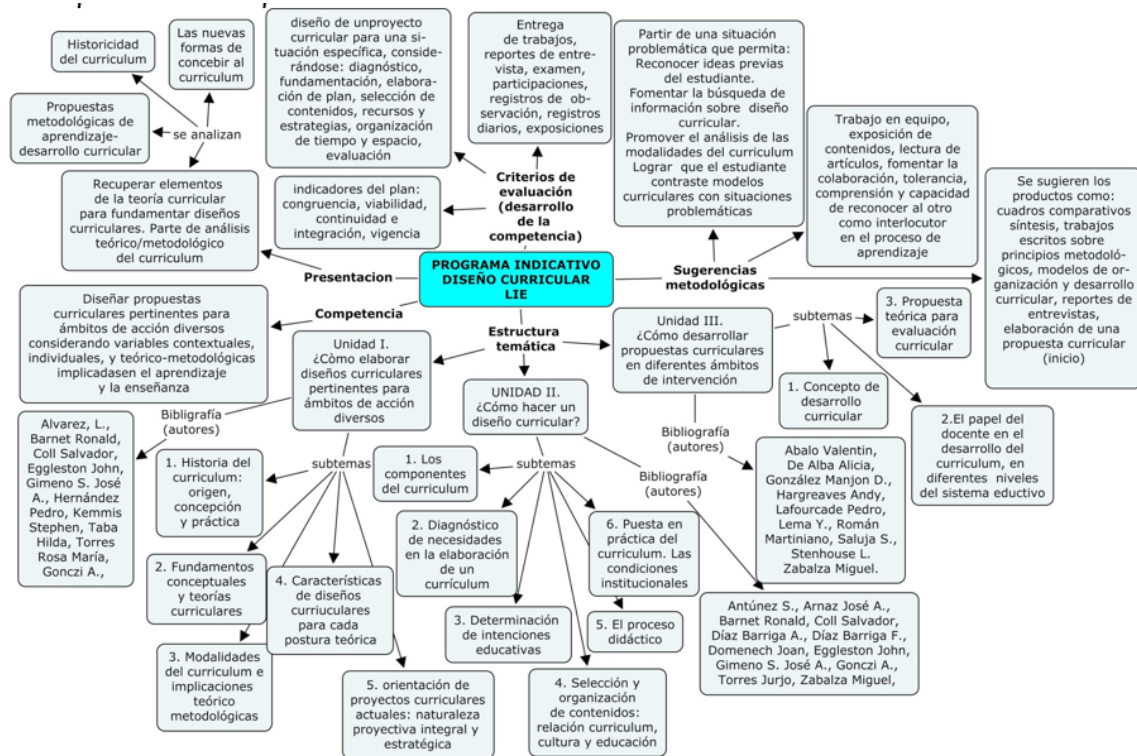 Historicidad
del curriculum
Las nuevas
formas de
concebir al
curriculum
Propuestas
metodológicas
de aprendizaje-
desarrollo curricular
se analizan
Recuperar elementos
de la teoría curricular
para fundamentar diseños
curriculares. Parte de análisis
teórico/metodológico
del curriculum
diseño de unproyecto
curricular para una si-
tuación específica, conside-
rándose: diagnóstico,
fundamentación, elabora-
ción de plan, selección de
contenidos, recursos y
estrategias, organización
de tiempo y espacio,
evaluación
indicadores del plan:
congruencia, viabilidad,
continuidad e
integración, vigencia
Entrega
de trabajos,
reportes de entre-
vista, examen,
participaciones,
registros de ob-
servación, registros
diarios, exposiciones
Criterios de
evaluación
(desarrollo
de la
competencia)
Partir de una situación
problemática que permita:
Reconocer ideas previas
del estudiante.
Fomentar la búsqueda de
información sobre diseño
curricular.
Promover el análisis de las
modalidades del curriculum
Lograr que el estudiante
contraste modelos
curriculares con situaciones
problemáticas
Trabajo en equipo,
exposición de
contenidos, lectura de
artículos, fomentar la
colaboración, tolerancia,
comprensión y capacidad
de reconocer al otro
como interlocutor
en el proceso de
aprendizaje
Se sugieren los
productos como:
cuadros comparativos
síntesis, trabajos
escritos sobre
principios metodoló-
gicos, modelos de or-
ganización y desarrollo
curricular, reportes de
entrevistas,
elaboración de una
propuesta curricular
(inicio)
Presentacion
PROGRAMA INDICATIVO
DISEÑO CURRICULAR
LIE
Sugerencias
metodológicas
Competencia
Diseñar propuestas
curriculares pertinentes para
ámbitos de acción diversos
considerando variables contextuales,
individuales, y teórico-metodológicas
implicadasen el aprendizaje
y la enseñanza
Estructura
temática
Unidad I.
¿Còmo elaborar
diseños curriculares
pertinentes para
ámbitos de acción
diversos
Bibligrafía
(autores)
Alvarez, L.,
Barnet Ronald,
Coll Salvador,
Eggleston John,
Gimeno S. José
A., Hernández
Pedro, Kemmis
Stephen, Taba
Hilda, Torres
Rosa María,
Gonczi A.,
subtemas
1. Historia del
curriculum:
origen,
concepción
y práctica
2. Fundamentos
conceptuales
y teorías
curriculares
3. Modalidades
del curriculum e
implicaciones
teórico
metodológicas
4. Características
de diseños
curriuculares
para cada
postura teórica
5. orientación de
proyectos curriculares
actuales: naturaleza
proyectiva integral y
estratégica
UNIDAD II.
¿Cómo hacer un
diseño curricular?
subtemas
1. Los
componentes
del curriculum
2. Diagnóstico
de necesidades
en la elaboración
de un
currículum
3. Determinación
de intenciones
educativas
4. Selección y
organización
de contenidos:
relación curriculum,
cultura y educación
5. El proceso
didáctico
6. Puesta en
práctica del
curriculum. Las
condiciones
institucionales
Bibliografía
(autores)
Antúnez S., Arnaz José A.,
Barnet Ronald, Coll Salvador,
Díaz Barriga A., Díaz Barriga F.,
Domenech Joan, Eggleston John,
Gimeno S. José A., Gonczi A.,
Torres Jurjo, Zabalza Miguel,
Unidad III.
¿Cómo desarrollar
propuestas curriculares
en diferentes ámbitos
de intervención
subtemas
3. Propuesta
teórica para
evaluación
curricular
1. Concepto de
desarrollo
curricular
2.El papel del
docente en el
desarrollo del
curriculum, en
diferentes niveles
del sistema eductivo
Bibliografía
(autores)
Abalo Valentin,
De Alba Alicia,
González Manjon D.,
Hargreaves Andy,
Lafourcade Pedro,
Lema Y., Román
Martiniano, Saluja S.,
Stenhouse L.
Zabalza Miguel.